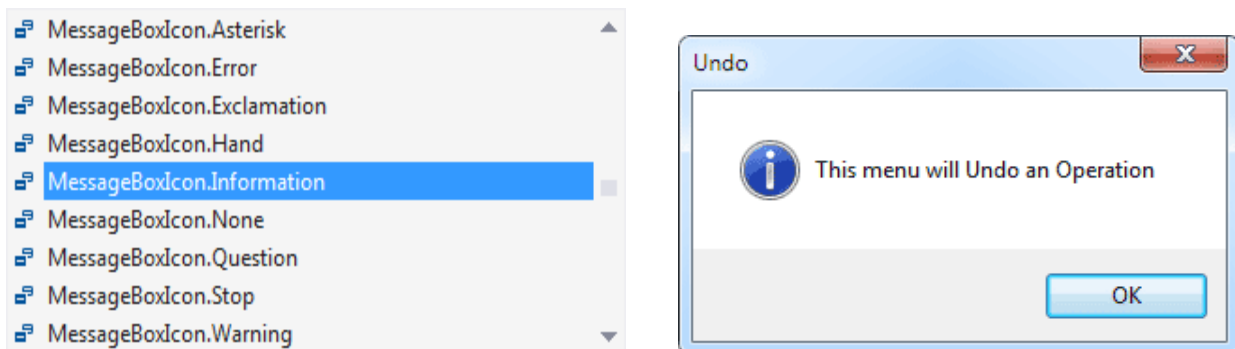 MessageBoxIcon.Asterisk
MessageBoxIcon.Error
MessageBoxIcon.Exclamation
MessageBoxIcon.Hand
MessageBoxIcon.Information
MessageBoxIcon.None
MessageBoxIcon.Question
MessageBoxIcon.Stop
MessageBoxIcon.Warning
Undo
This menu will Undo an Operation
OK